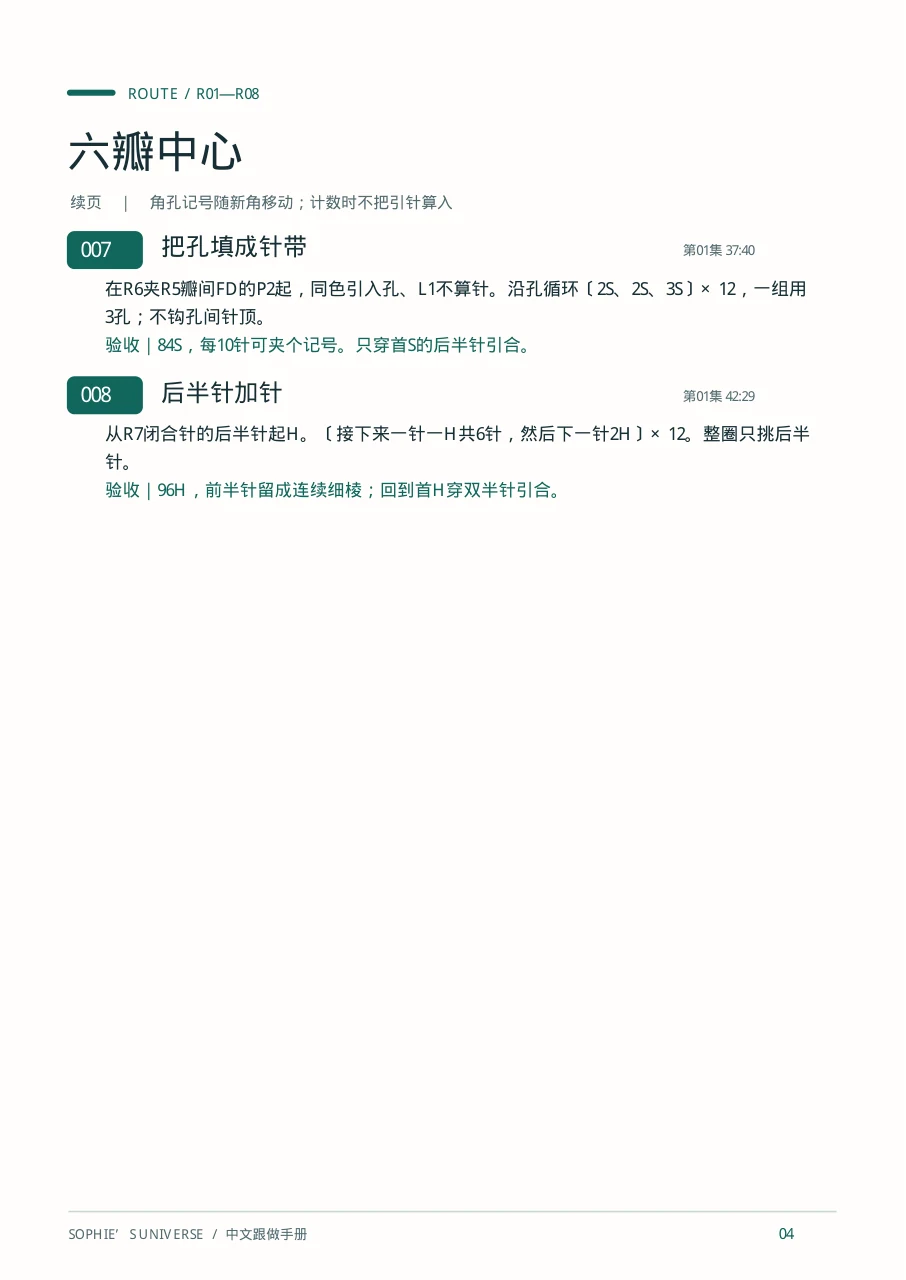 ROUTE / R01—R08
六瓣中心
续页 | 角孔记号随新角移动；计数时不把引针算入
007 把孔填成针带 第01集 37:40
在R6夹R5瓣间FD的P2起，同色引入孔、L1不算针。沿孔循环〔2S、2S、3S〕× 12，一组用
3孔；不钩孔间针顶。
验收 | 84S，每10针可夹个记号。只穿首S的后半针引合。
008 后半针加针 第01集 42:29
从R7闭合针的后半针起H。〔接下来一针一H共6针，然后下一针2H〕× 12。整圈只挑后半
针。
验收 | 96H，前半针留成连续细棱；回到首H穿双半针引合。
SOPHIE’ S UNIVERSE / 中文跟做手册 04